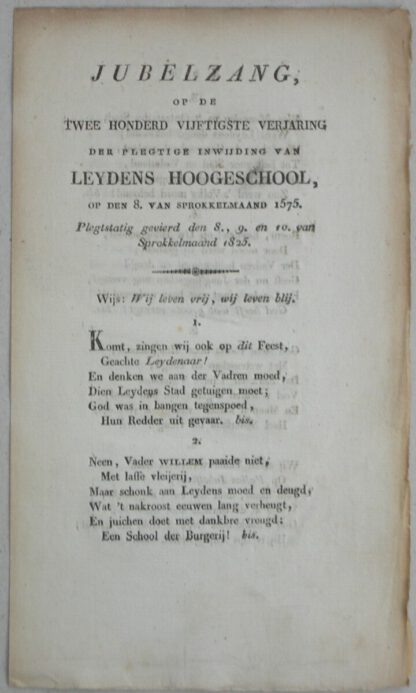 JUBELZANG,
OP DE
TWEE HONDERD VIJFTIGSTE VERJARING
DER PLEGTIGE INWIJDING VAN
LEYDENS HOOGESCHOOL,
OP DEN 8. VAN SPROKKELMAAND 1575.
Plegtstatig gevierd den 8., 9. en 10. van
Sprokkelmaand 1825.
Wijs: Wij leven vrij, wij leven blij.
1.
Komt, zingen wij ook op dit Feest,
Geachte Leydenaar!
En denken we aan der Vadren moed,
Dien Leydens Stad getuigen moet;
God was in bangen tegenspoed,
Hun Redder uit gevaar. bis.
2.
Neen, Vader WILLEM paaide niet,
Met laffe vleijerij,
Maar schonk aan Leydens moed en deugd,
Wat 't nakroost eeuwen lang verheugt,
En juichen doet met dankbre vreugd:
Een School der Burgerij! bis.